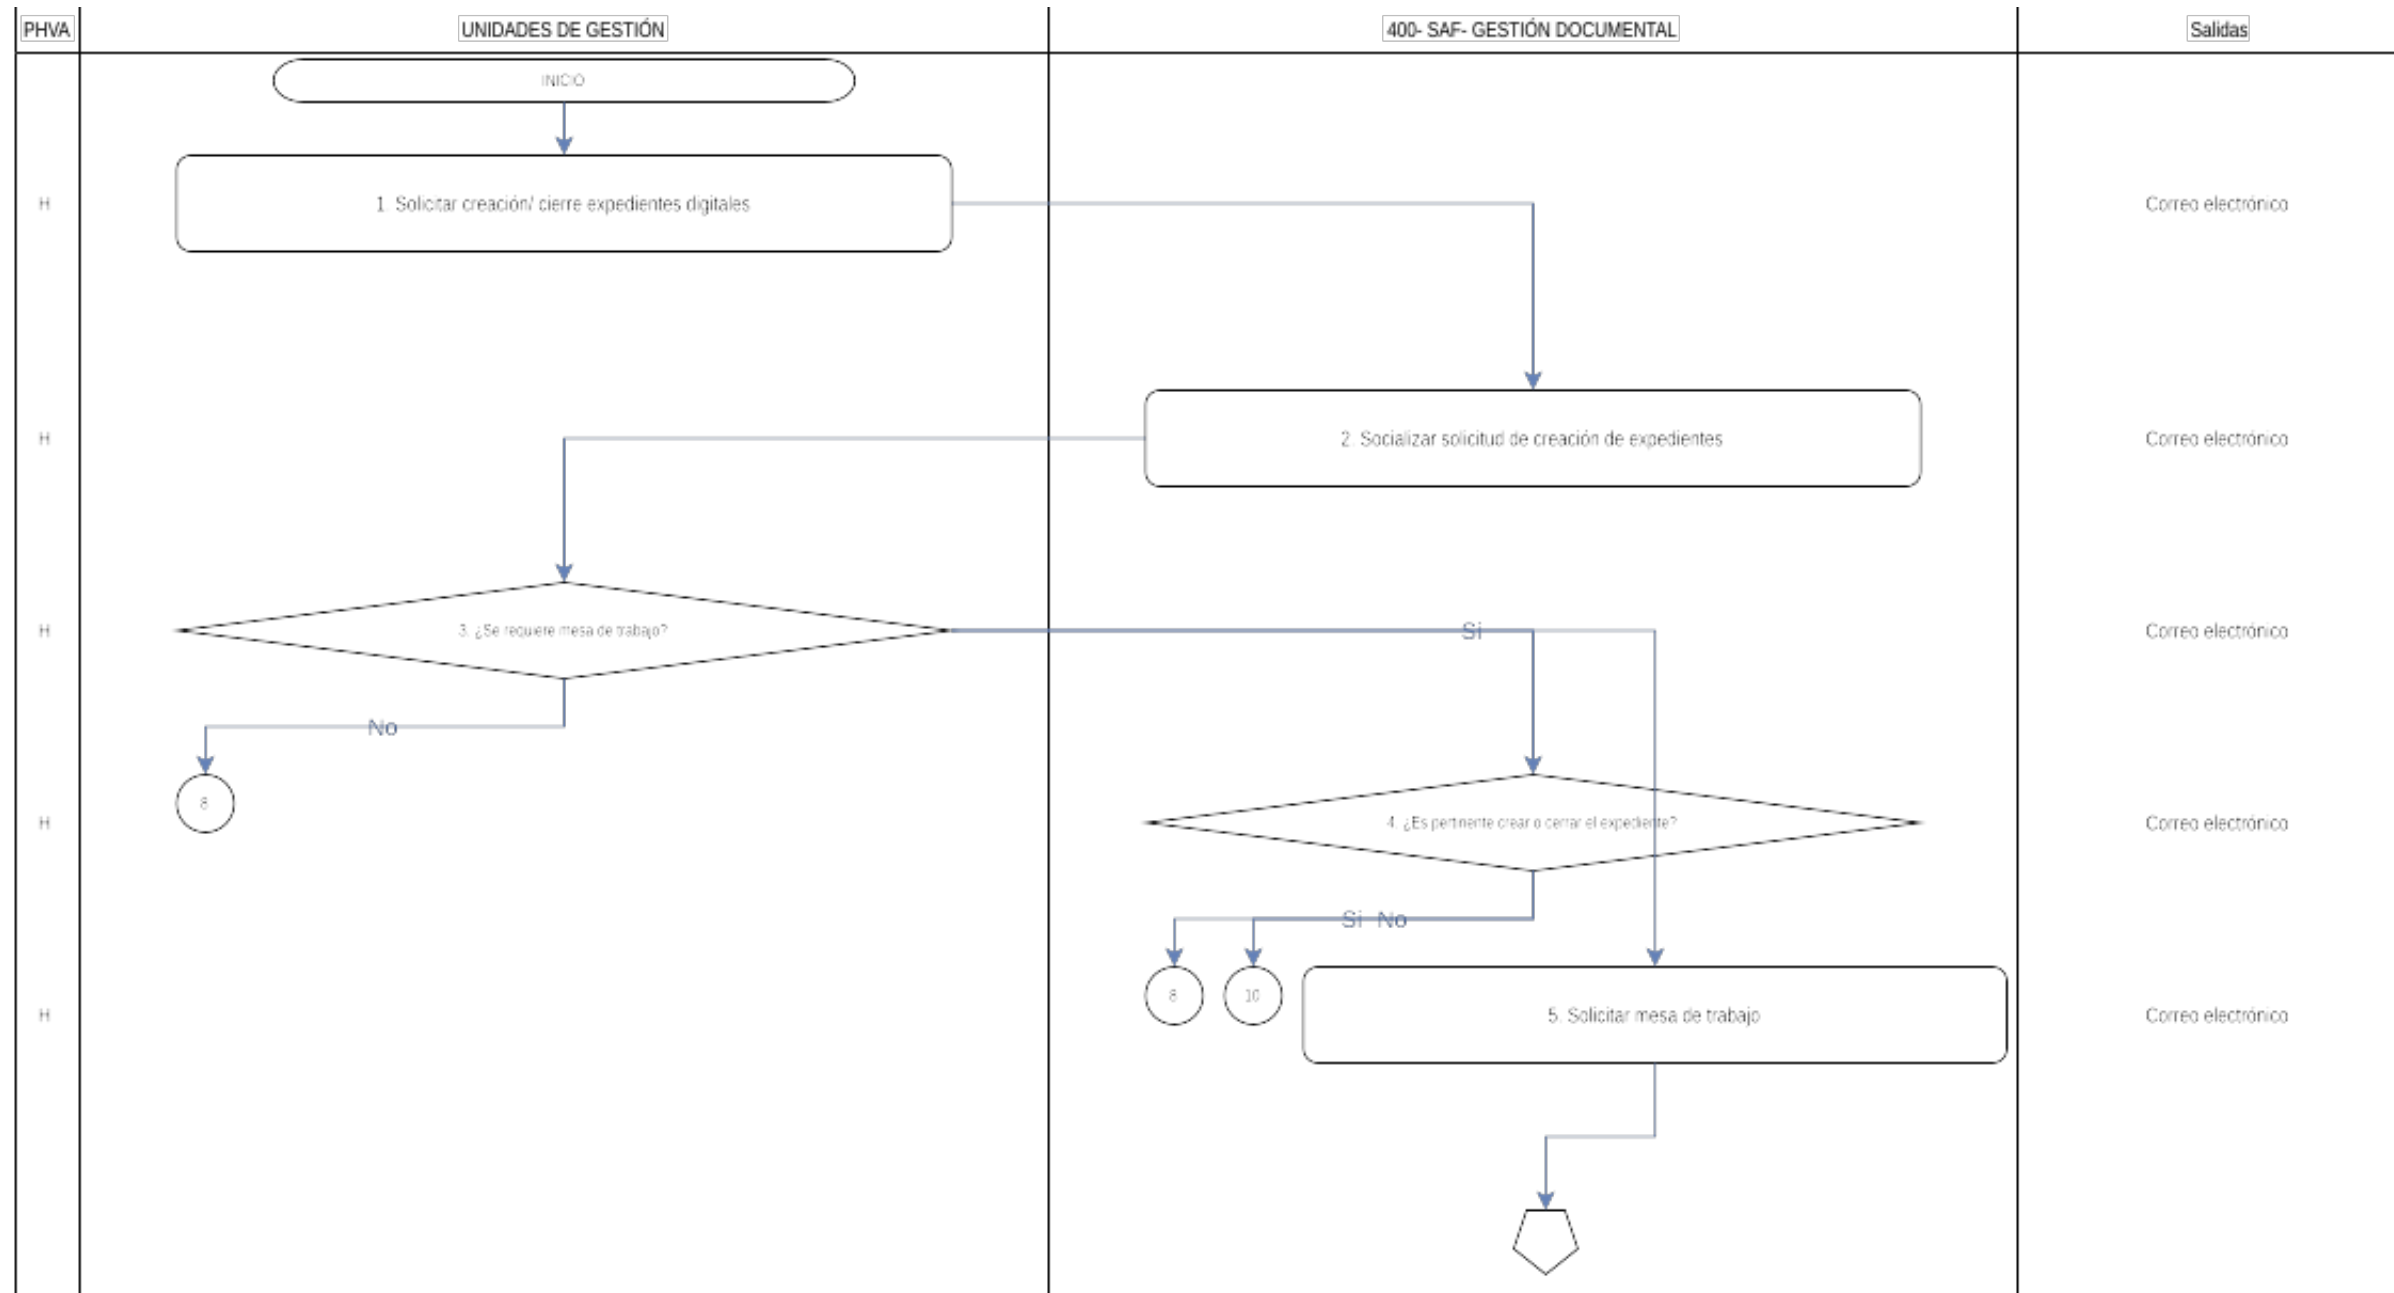 PHVA
UNIDADES DE GESTIÓN
400- SAF- GESTIÓN DOCUMENTAL
Salidas
INICIO
H
1. Solicitar creación/ cierre expedientes digitales
Correo electrónico
H
2. Socializar solicitud de creación de expedientes
Correo electrónico
H
3. ¿Se requiere mesa de trabajo?
Si
Correo electrónico
No
8
H
4. ¿Es pertinente crear o cerrar el expediente?
Correo electrónico
Si
No
8
10
H
5. Solicitar mesa de trabajo
Correo electrónico